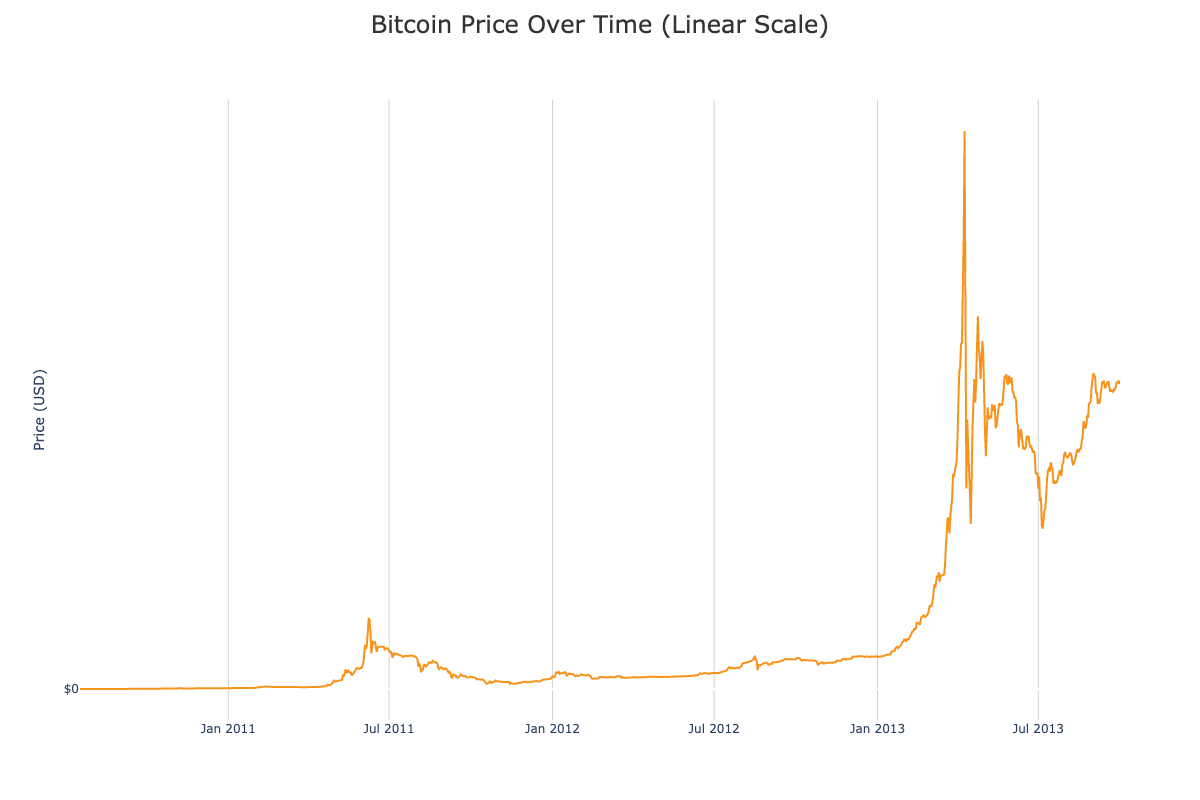 Bitcoin Price Over Time (Linear Scale)
Price (USD)
$0
Jan 2011
Jul 2011
Jan 2012
Jul 2012
Jan 2013
Jul 2013